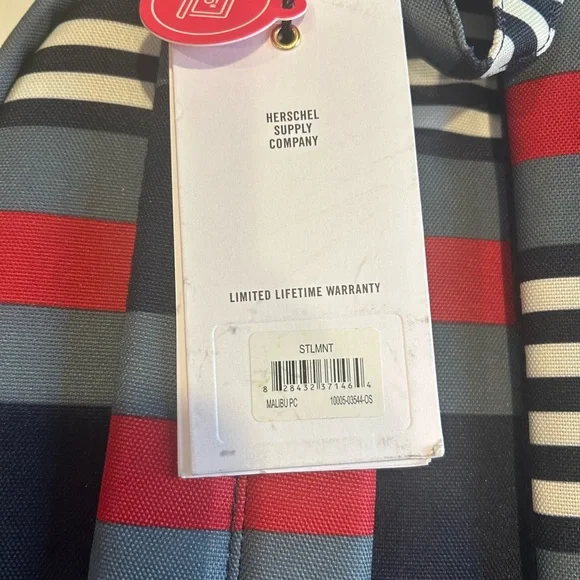 HERSCHEL
SUPPLY
COMPANY
LIMITED LIFETIME WARRANTY
STLMNT
8 28432 37146 4
MALIBU PC 10005-03544-OS